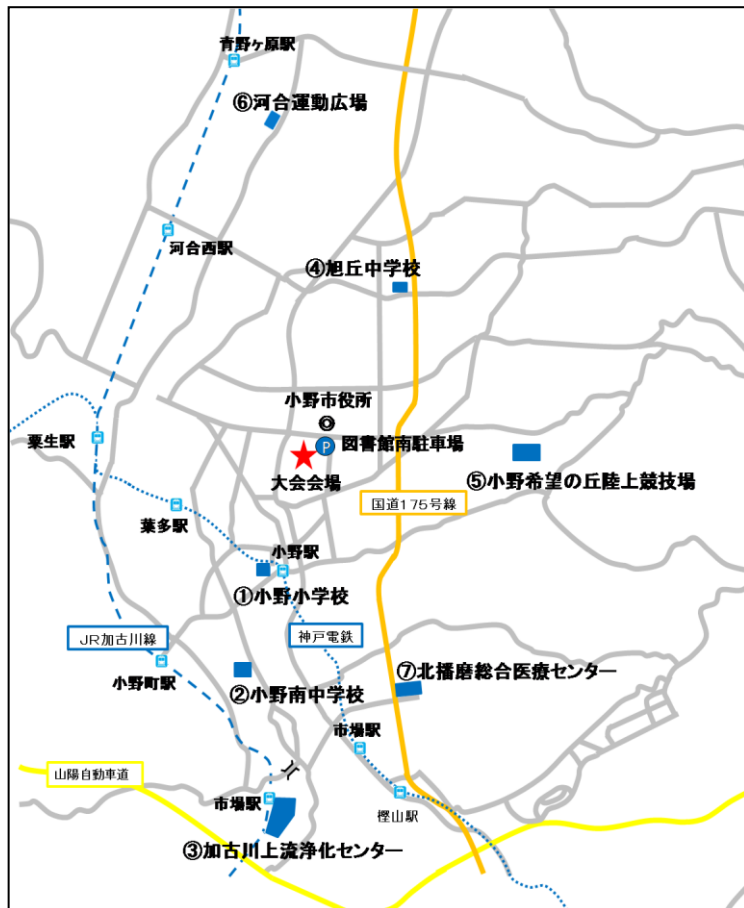 青野ヶ原駅
⑥河合運動広場
河合西駅
④旭丘中学校
小野市役所
P
図書館南駐車場
粟生駅
大会会場
⑤小野希望の丘陸上競技場
国道175号線
葉多駅
小野駅
①小野小学校
JR加古川線
神戸電鉄
小野町駅
②小野南中学校
⑦北播磨総合医療センター
市場駅
山陽自動車道
市場駅
樫山駅
③加古川上流浄化センター